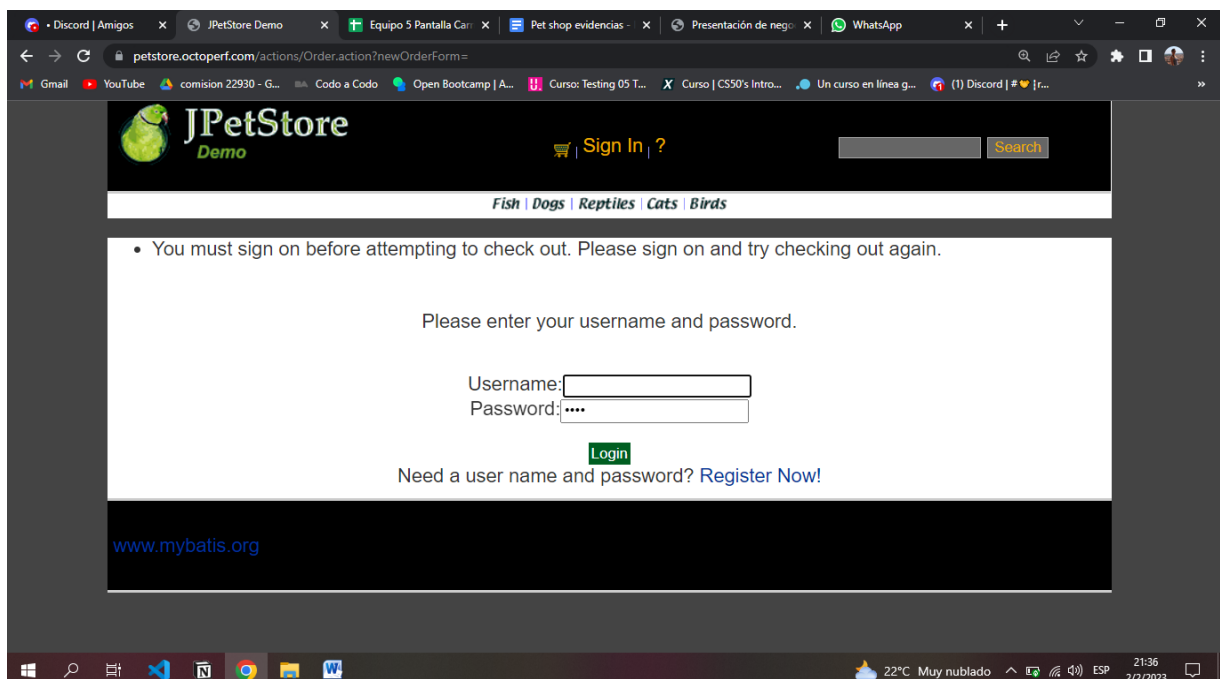 • Discord | Amigos
JPetStore Demo
Equipo 5 Pantalla Carr
Pet shop evidencias -
Presentación de nego
WhatsApp
petstore.octoperf.com/actions/Order.action?newOrderForm=
Gmail
YouTube
comision 22930 - G...
Codo a Codo
Open Bootcamp | A...
Curso: Testing 05 T...
Curso | CS50's Intro...
Un curso en línea g...
(1) Discord | #
JPetStore
Demo
Sign In | ?
Search
Fish | Dogs | Reptiles | Cats | Birds
• You must sign on before attempting to check out. Please sign on and try checking out again.
Please enter your username and password.
Username:
Password: ••••
Login
Need a user name and password? Register Now!
www.mybatis.org
22°C Muy nublado
ESP
21:36
2/2/2023